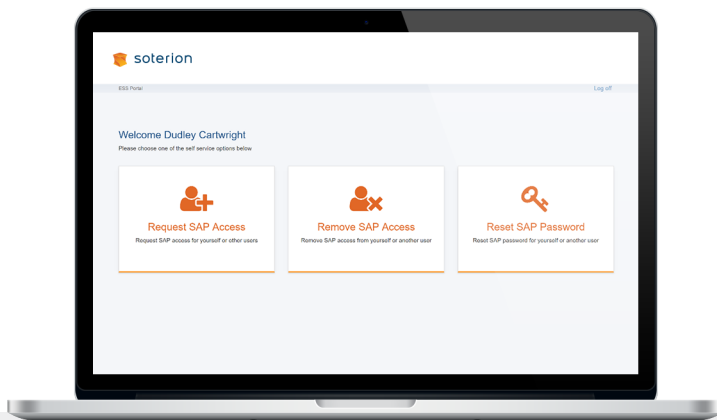 soterion
ESS Portal
Log off
Welcome Dudley Cartwright
Please choose one of the self service options below
Request SAP Access
Request SAP access for yourself or other users
Remove SAP Access
Remove SAP access from yourself or another user
Reset SAP Password
Reset SAP password for yourself or another user